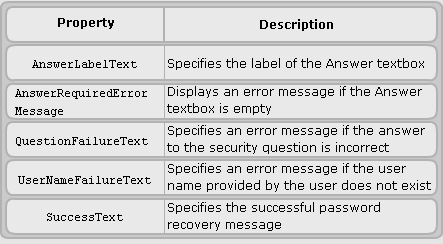 Property Description
AnswerLabelText Specifies the label of the Answer textbox
AnswerRequiredError Displays an error message if the Answer
Message textbox is empty
QuestionFailureText Specifies an error message if the answer
to the security question is incorrect
UserNameFailureText Specifies an error message if the user
name provided by the user does not exist
SuccessText Specifies the successful password
recovery message